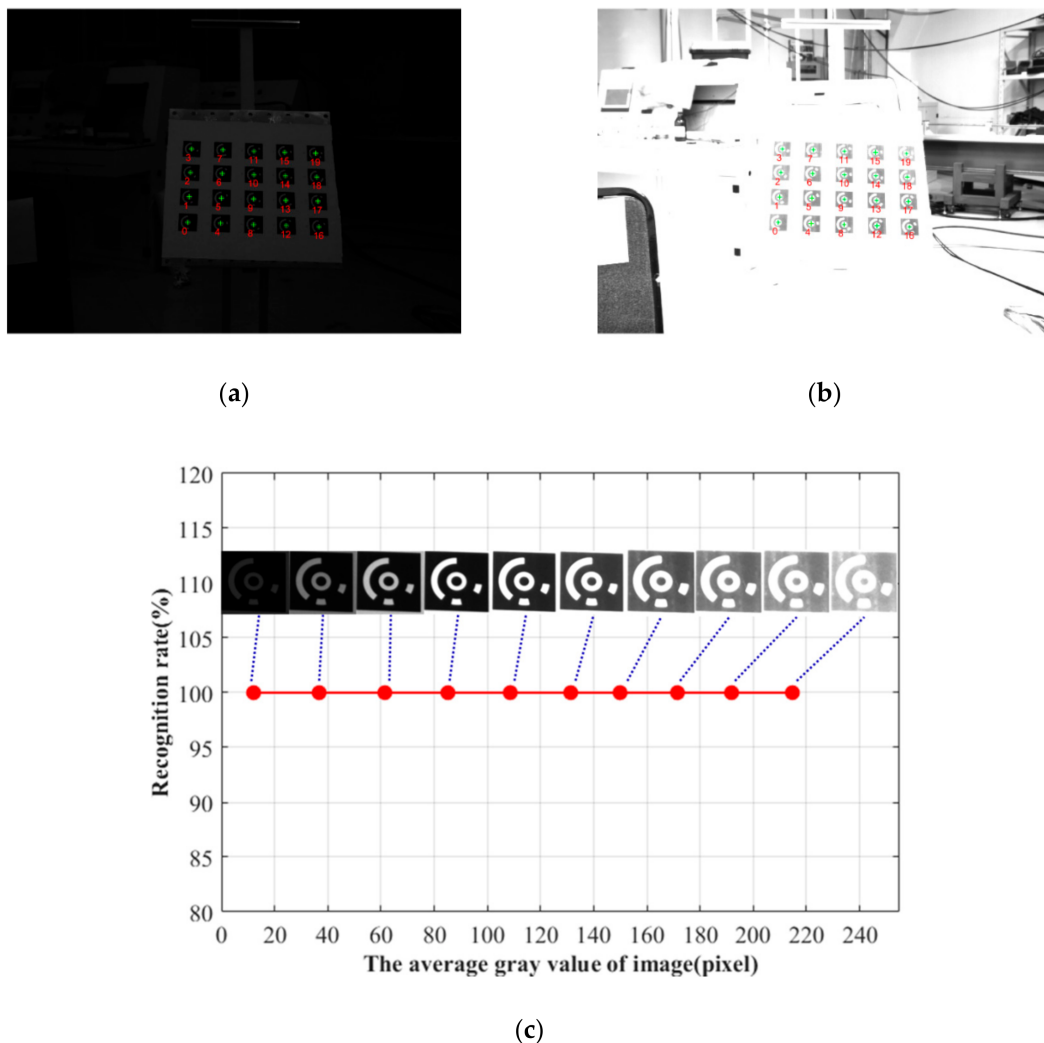 3 7 11 15 19
2 6 10 14 18
1 5 9 13 17
0 4 8 12 16
3 7 11 15 19
2 6 10 14 18
1 5 9 13 17
0 4 8 12 16
(a)
(b)
120
115
110
105
100
95
90
85
80
Recognition rate(%)
0 20 40 60 80 100 120 140 160 180 200 220 240
The average gray value of image(pixel)
(c)